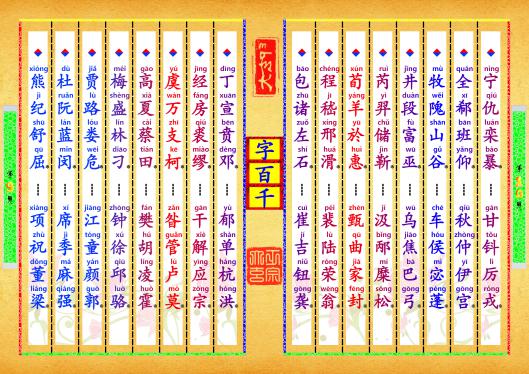 xióng jǐ shū qū …… xiàng zhù dǒng liáng
熊纪舒屈……项祝董梁
dù ruǎn lán mǐn …… xí jì má qiáng
杜阮蓝闵……席季麻强
jiǎ lù lóu wēi …… jiāng tóng yán guō
贾路娄危……江童颜郭
méi shèng lín diāo …… zhōng xú qiū luò
梅盛林刁……钟徐邱骆
gāo xià cài tián …… fán hú líng huò
高夏蔡田……樊胡凌霍
yú wàn zhī kē …… zǎn guǎn lú mò
虞万支柯……昝管卢莫
jīng fáng qiú miào …… gān xiè yīng zōng
经房裘缪……干解应宗
dīng xuān bēn dèng …… yù shàn háng hóng
丁宣贲邓……郁单杭洪
字百千
bāo zhū zuǒ shí …… cuī jí niǔ gōng
包诸左石……崔吉钮龚
chéng jī xíng huá …… péi lù róng wēng
程嵇邢滑……裴陆荣翁
xún yáng yū huì …… zhēn qū jiā fēng
荀羊於惠……甄曲家封
ruì yì chǔ jìn …… jí bǐng mí sōng
芮羿储靳……汲邴糜松
jǐng duàn fù wū …… wū jiāo bā gōng
井段富巫……乌焦巴弓
mù wěi shān gǔ …… chē hóu mì péng
牧隗山谷……车侯宓蓬
quán xī bān yǎng …… qiū zhòng yī gōng
全郗班仰……秋仲伊宫
nìng qiú luán bào …… gān tǒu lì róng
宁仇栾暴……甘钭厉戎